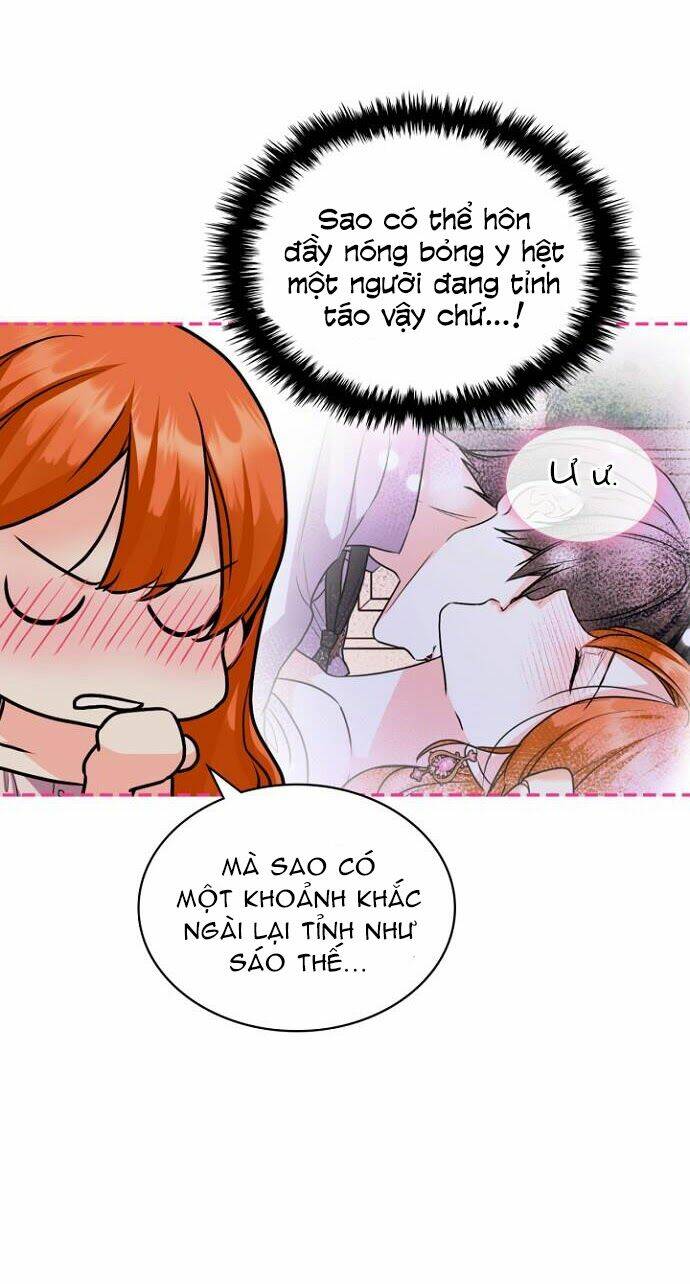 Sao có thể hôn
đầy nóng bỏng y hệt
một người đang tỉnh
táo vậy chứ...!
Ư ư.
MÀ SAO CÓ
MỘT KHOẢNH KHẮC
NGÀI LẠI TỈNH NHƯ
SÁO THẾ...